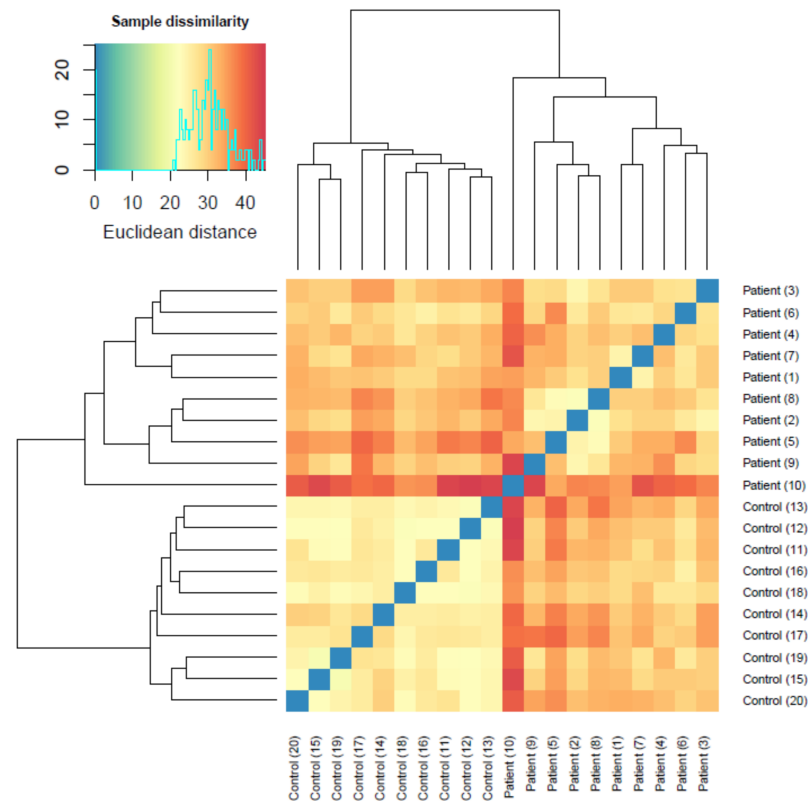 Sample dissimilarity
20
10
0
0 10 20 30 40
Euclidean distance
Patient (3)
Patient (6)
Patient (4)
Patient (7)
Patient (1)
Patient (8)
Patient (2)
Patient (5)
Patient (9)
Patient (10)
Control (13)
Control (12)
Control (11)
Control (16)
Control (18)
Control (14)
Control (17)
Control (19)
Control (15)
Control (20)
Control (20)
Control (15)
Control (19)
Control (17)
Control (14)
Control (18)
Control (16)
Control (11)
Control (12)
Control (13)
Patient (10)
Patient (9)
Patient (5)
Patient (2)
Patient (8)
Patient (1)
Patient (7)
Patient (4)
Patient (6)
Patient (3)